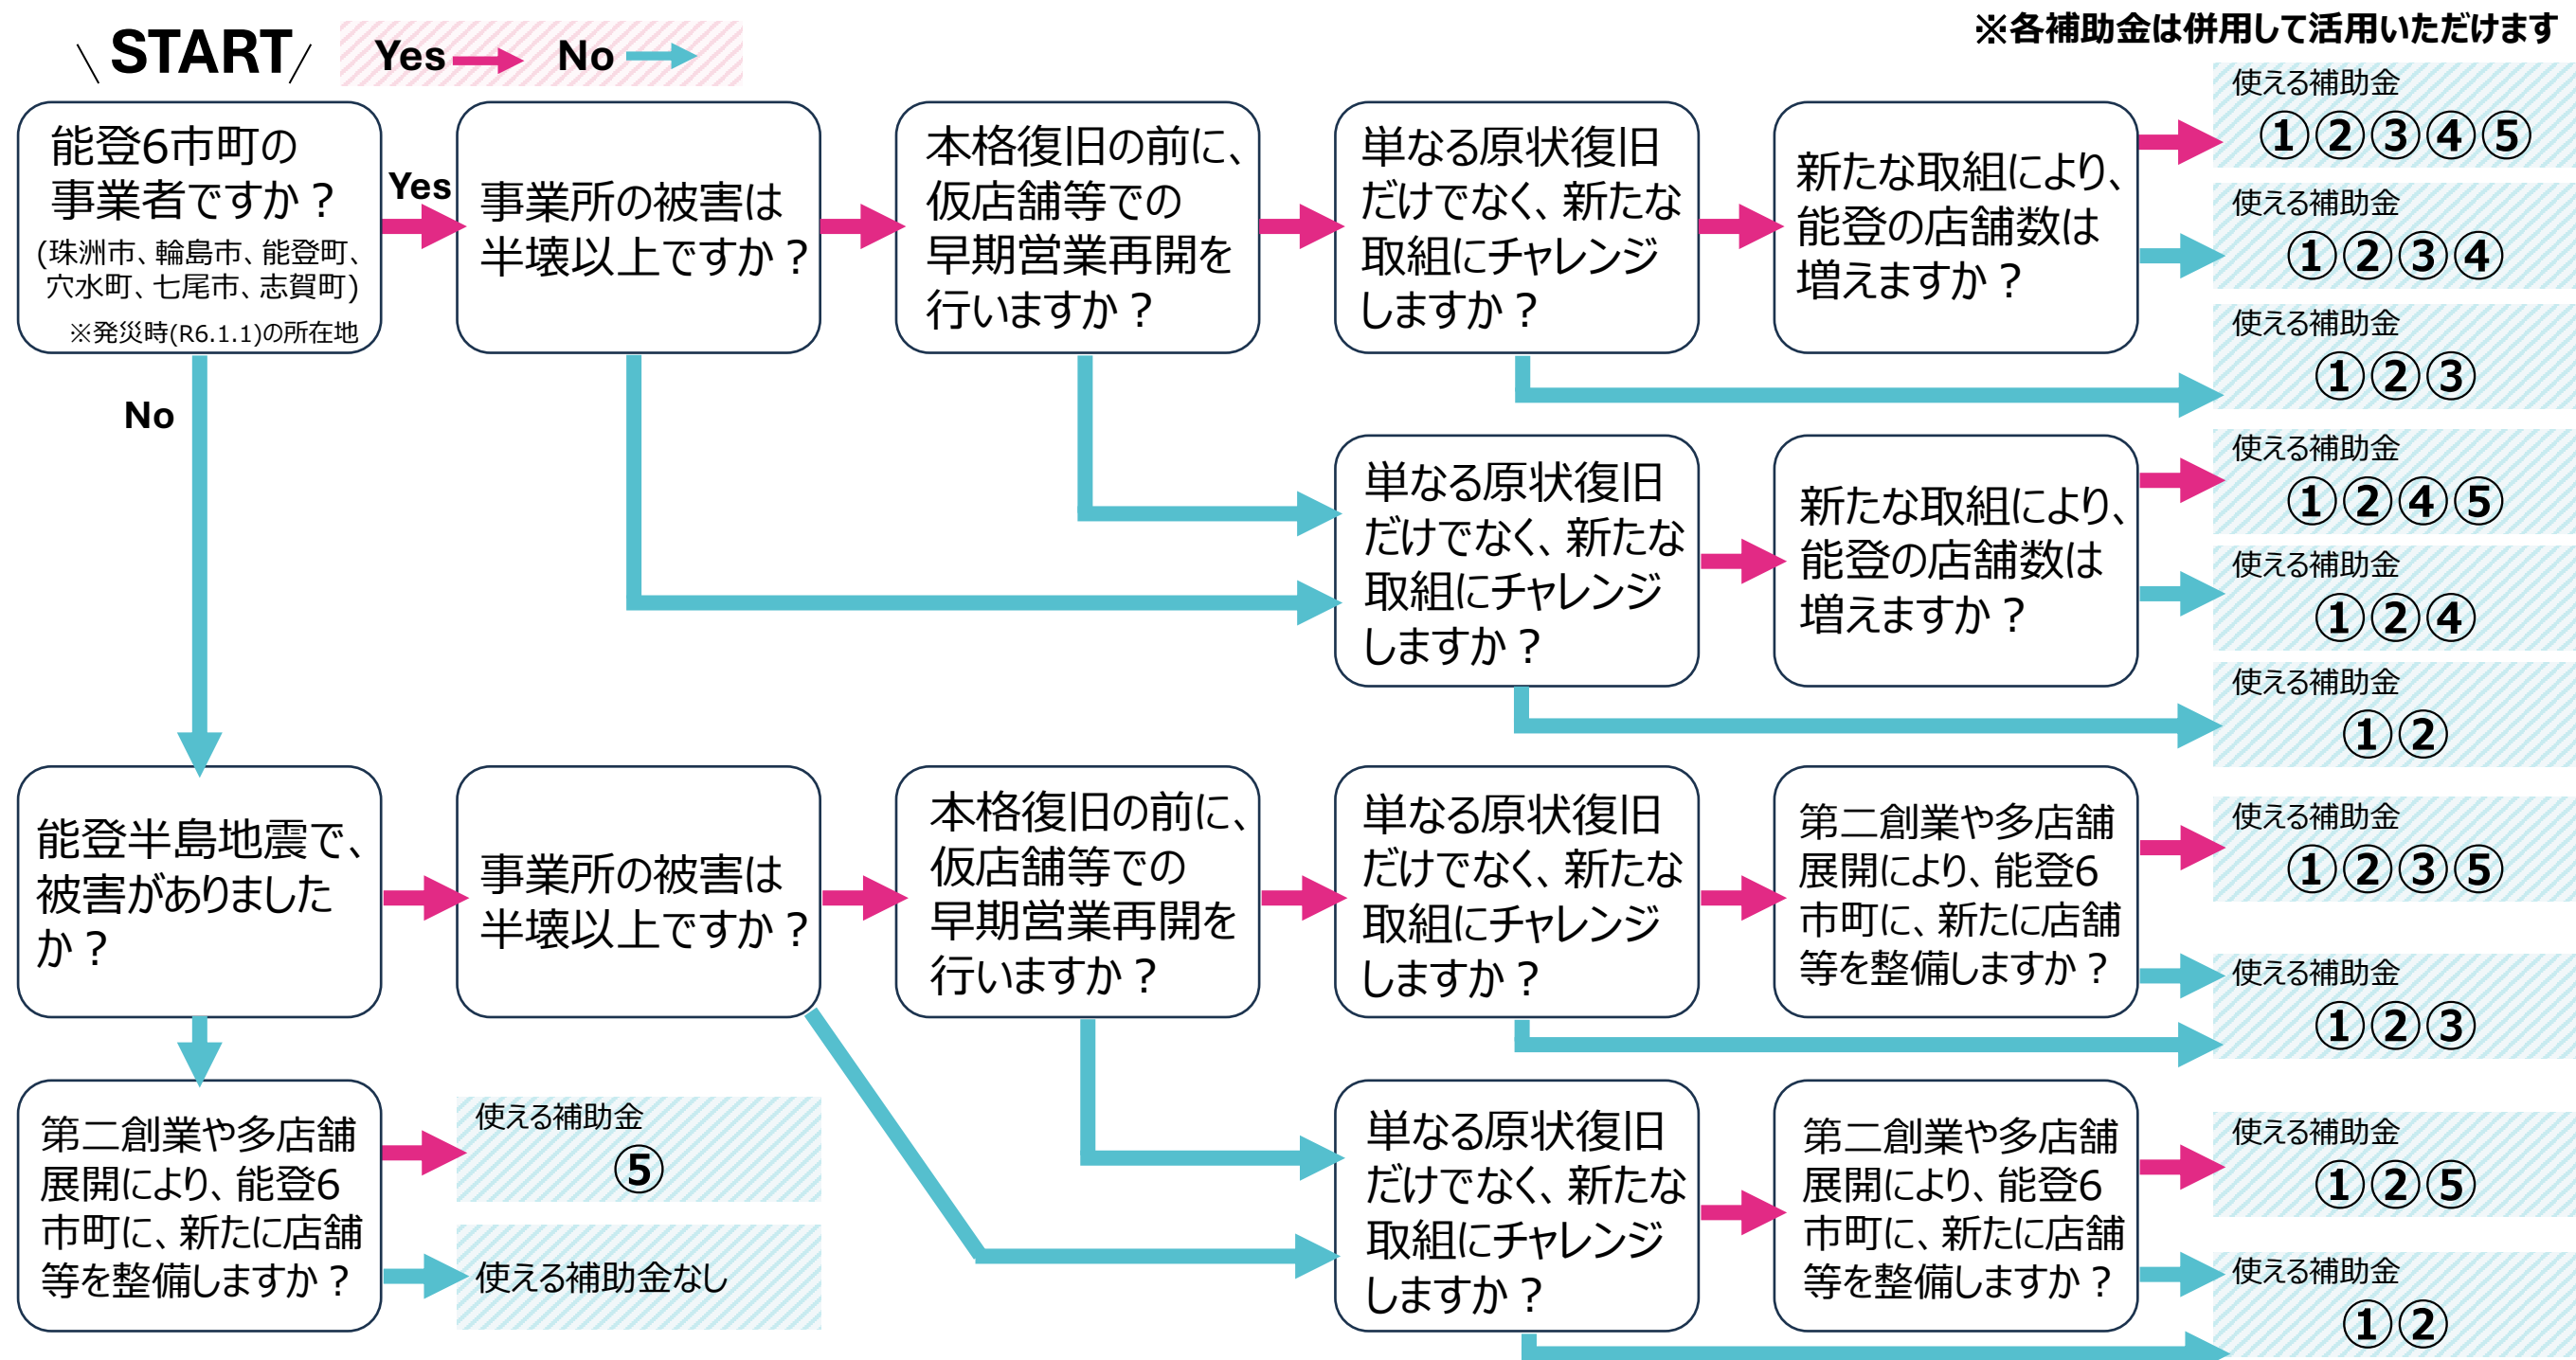 ※各補助金は併用して活用いただけます
START
Yes
No
能登6市町の
事業者ですか？
(珠洲市、輪島市、能登町、
穴水町、七尾市、志賀町)
※発災時(R6.1.1)の所在地
Yes
No
事業所の被害は
半壊以上ですか？
本格復旧の前に、
仮店舗等での
早期営業再開を
行いますか？
単なる原状復旧
だけでなく、新たな
取組にチャレンジ
しますか？
新たな取組により、
能登の店舗数は
増えますか？
使える補助金
①②③④⑤
使える補助金
①②③④
使える補助金
①②③
単なる原状復旧
だけでなく、新たな
取組にチャレンジ
しますか？
新たな取組により、
能登の店舗数は
増えますか？
使える補助金
①②④⑤
使える補助金
①②④
使える補助金
①②
能登半島地震で、
被害がありました
か？
事業所の被害は
半壊以上ですか？
本格復旧の前に、
仮店舗等での
早期営業再開を
行いますか？
単なる原状復旧
だけでなく、新たな
取組にチャレンジ
しますか？
第二創業や多店舗
展開により、能登6
市町に、新たに店舗
等を整備しますか？
使える補助金
①②③⑤
使える補助金
①②③
第二創業や多店舗
展開により、能登6
市町に、新たに店舗
等を整備しますか？
使える補助金
⑤
使える補助金なし
単なる原状復旧
だけでなく、新たな
取組にチャレンジ
しますか？
第二創業や多店舗
展開により、能登6
市町に、新たに店舗
等を整備しますか？
使える補助金
①②⑤
使える補助金
①②